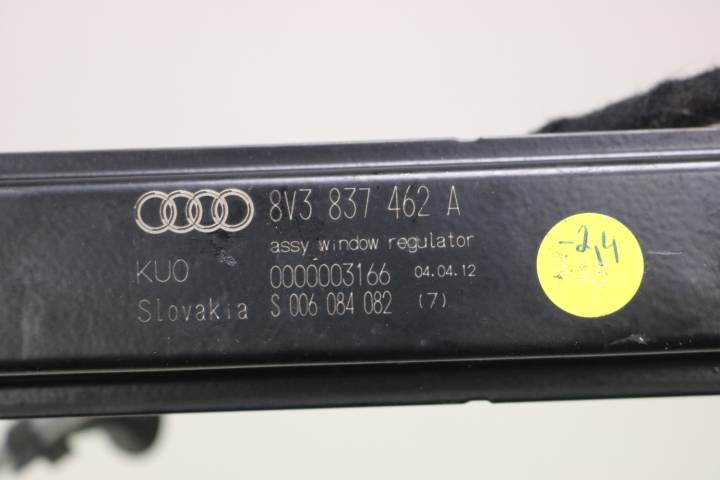 8V3 837 462 A
assy window regulator
KUO 0000003166 04.04.12
Slovakia S 006 084 082 (7)
-2,4